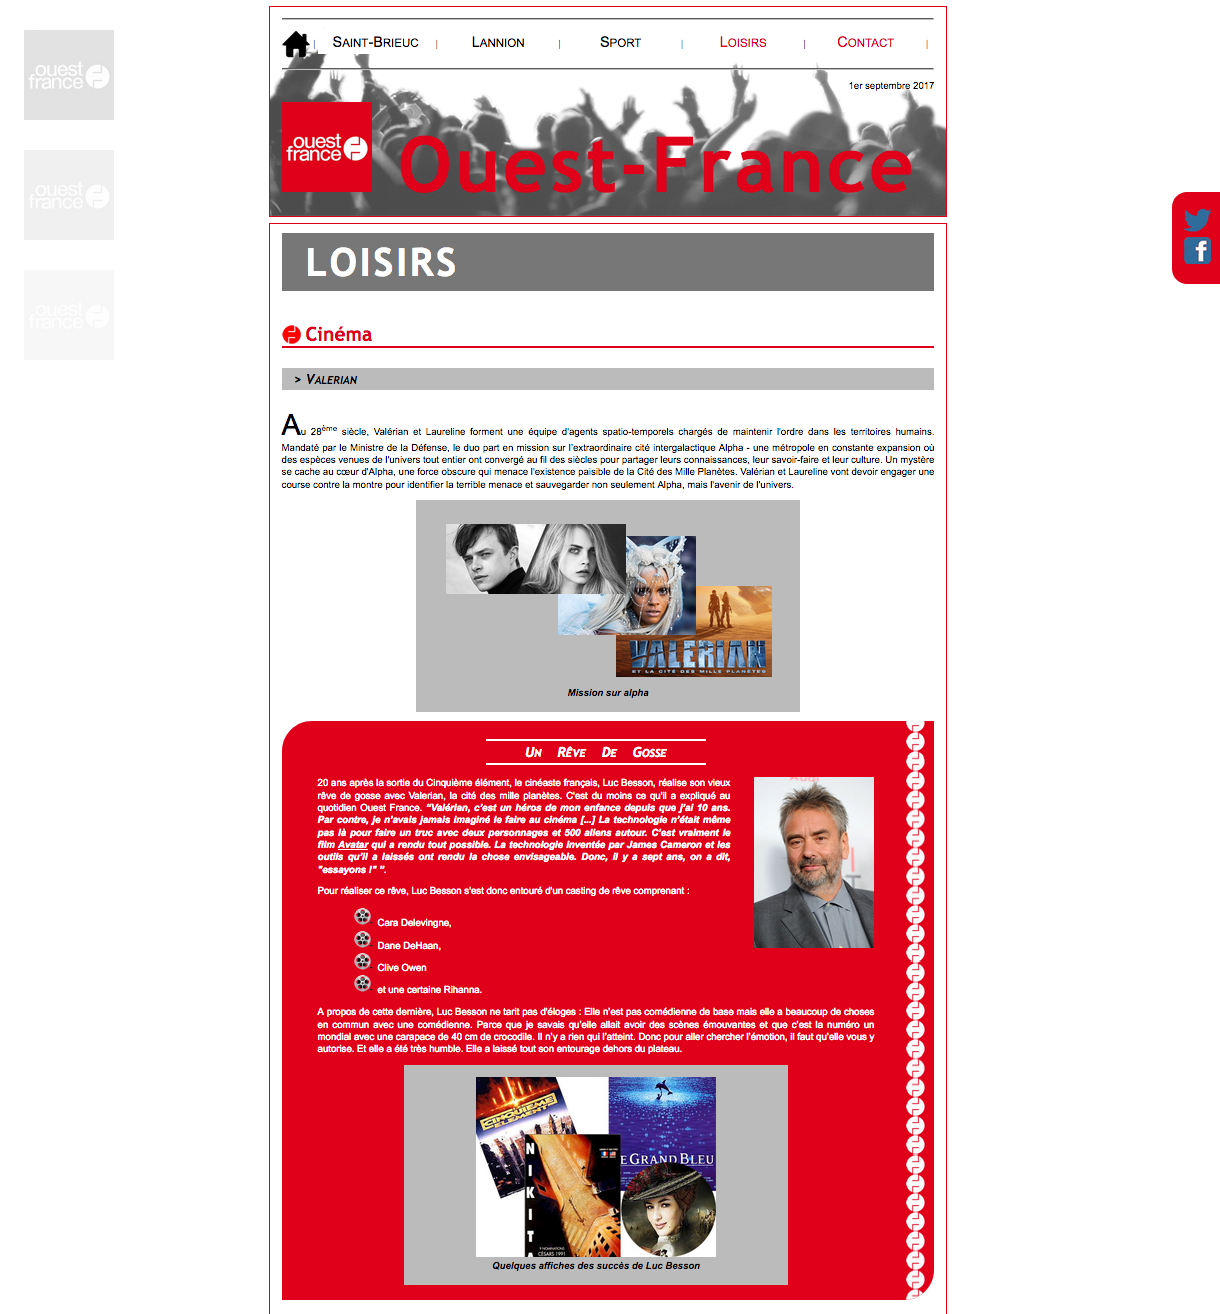 ouest
france
ouest
france
ouest
france
| SAINT-BRIEUC | LANNION | SPORT | LOISIRS | CONTACT |
1er septembre 2017
ouest
france
Ouest-France
LOISIRS
Cinéma
> VALERIAN
Au 28ème siècle, Valérian et Laureline forment une équipe d'agents spatio-temporels chargés de maintenir l'ordre dans les territoires humains.
Mandaté par le Ministre de la Défense, le duo part en mission sur l'extraordinaire cité intergalactique Alpha - une métropole en constante expansion où
des espèces venues de l'univers tout entier ont convergé au fil des siècles pour partager leurs connaissances, leur savoir-faire et leur culture. Un mystère
se cache au cœur d'Alpha, une force obscure qui menace l'existence paisible de la Cité des Mille Planètes. Valérian et Laureline vont devoir engager une
course contre la montre pour identifier la terrible menace et sauvegarder non seulement Alpha, mais l'avenir de l'univers.
VALERIAN
ET LA CITÉ DES MILLE PLANÈTES
Mission sur alpha
UN RÊVE DE GOSSE
20 ans après la sortie du Cinquième élément, le cinéaste français, Luc Besson, réalise son vieux
rêve de gosse avec Valerian, la cité des mille planètes. C'est du moins ce qu'il a expliqué au
quotidien Ouest France. "Valérian, c'est un héros de mon enfance depuis que j'ai 10 ans.
Par contre, je n'avais jamais imaginé le faire au cinéma [...] La technologie n'était même
pas là pour faire un truc avec deux personnages et 500 aliens autour. C'est vraiment le
film Avatar qui a rendu tout possible. La technologie inventée par James Cameron et les
outils qu'il a laissés ont rendu la chose envisageable. Donc, il y a sept ans, on a dit,
"essayons !" ".
Pour réaliser ce rêve, Luc Besson s'est donc entouré d'un casting de rêve comprenant :
Cara Delevingne,
Dane DeHaan,
Clive Owen
et une certaine Rihanna.
A propos de cette dernière, Luc Besson ne tarit pas d'éloges : Elle n'est pas comédienne de base mais elle a beaucoup de choses
en commun avec une comédienne. Parce que je savais qu'elle allait avoir des scènes émouvantes et que c'est la numéro un
mondial avec une carapace de 40 cm de crocodile. Il n'y a rien qui l'atteint. Donc pour aller chercher l'émotion, il faut qu'elle vous y
autorise. Et elle a été très humble. Elle a laissé tout son entourage dehors du plateau.
CINQUIEME
ELEMENT
E GRAND BLEU
NIKITA
CÉSARS 1991
Quelques affiches des succès de Luc Besson